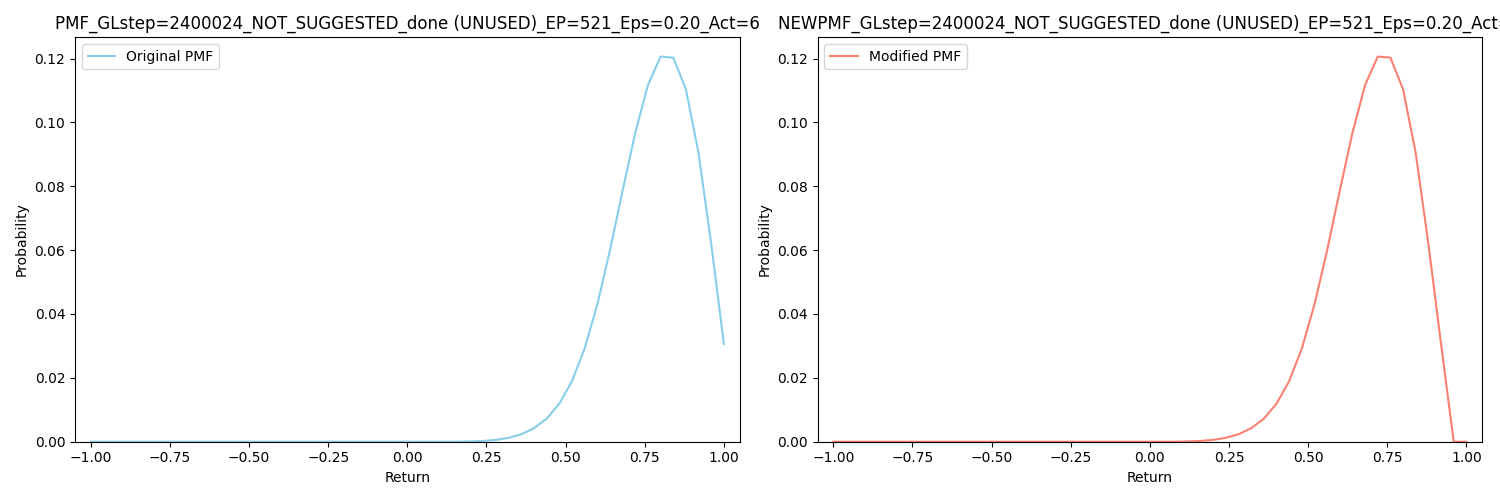 PMF_GLstep=2400024_NOT_SUGGESTED_done (UNUSED)_EP=521_Eps=0.20_Act=6
Original PMF
0.12
0.10
0.08
0.06
0.04
0.02
0.00
Probability
−1.00 −0.75 −0.50 −0.25 0.00 0.25 0.50 0.75 1.00
Return
NEWPMF_GLstep=2400024_NOT_SUGGESTED_done (UNUSED)_EP=521_Eps=0.20_Act=
Modified PMF
0.12
0.10
0.08
0.06
0.04
0.02
0.00
Probability
−1.00 −0.75 −0.50 −0.25 0.00 0.25 0.50 0.75 1.00
Return